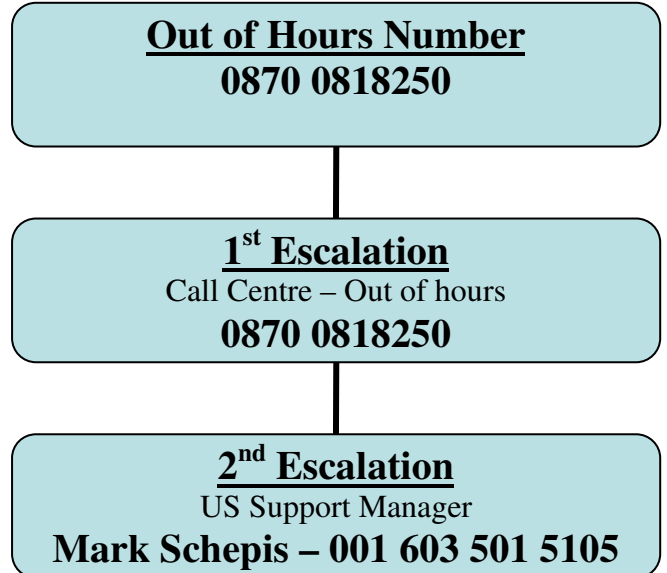 Out of Hours Number
0870 0818250
1st Escalation
Call Centre – Out of hours
0870 0818250
2nd Escalation
US Support Manager
Mark Schepis – 001 603 501 5105